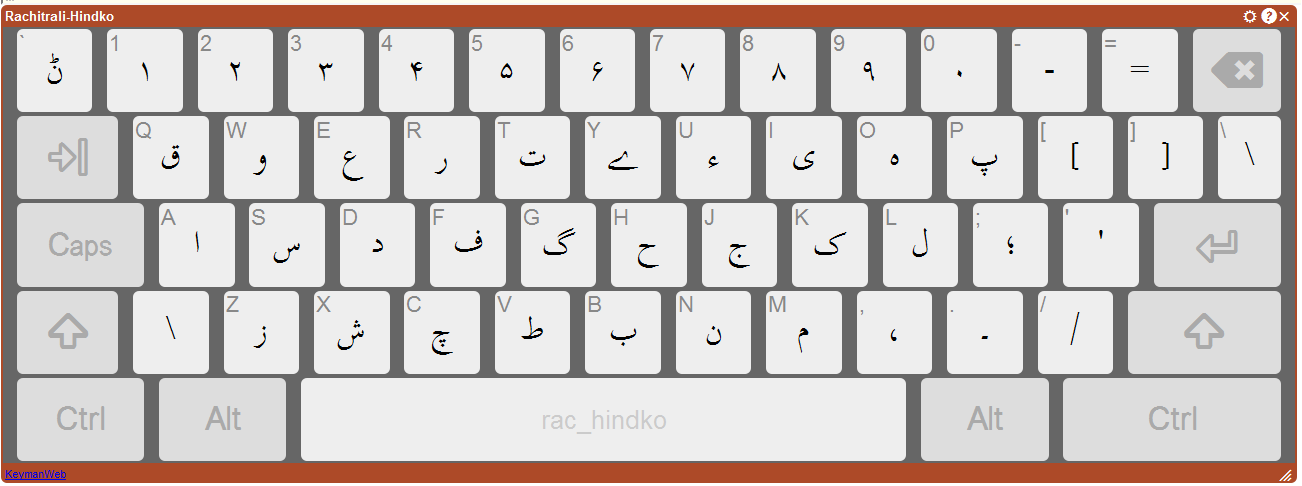 Rachitrali-Hindko
` ڻ 1 ۱ 2 ۲ 3 ۳ 4 ۴ 5 ۵ 6 ۶ 7 ۷ 8 ۸ 9 ۹ 0 ۰ - - = =
Q ق W و E ع R ر T ت Y ے U ء I ی O ہ P پ [ [ ] ] \ \
Caps A ا S س D د F ف G گ H ح J ج K ک L ل ; ؛ ' '
\ Z ز X ش C چ V ط B ب N ن M م , ، . ۔ / /
Ctrl Alt rac_hindko Alt Ctrl
KeymanWeb